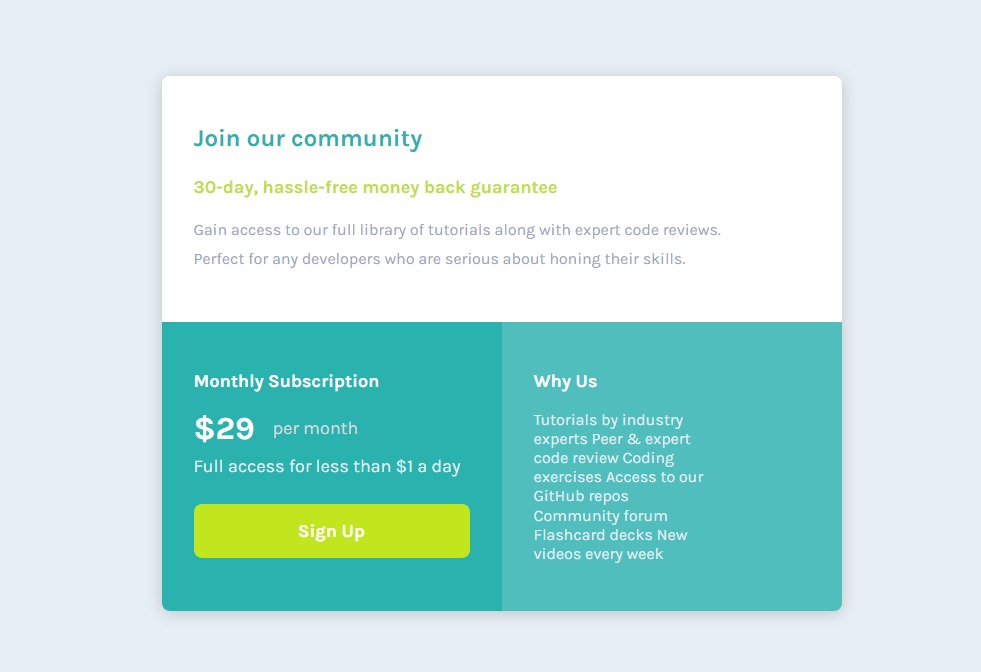 Join our community
30-day, hassle-free money back guarantee
Gain access to our full library of tutorials along with expert code reviews.
Perfect for any developers who are serious about honing their skills.
Monthly Subscription
$29 per month
Full access for less than $1 a day
Sign Up
Why Us
Tutorials by industry
experts Peer & expert
code review Coding
exercises Access to our
GitHub repos
Community forum
Flashcard decks New
videos every week